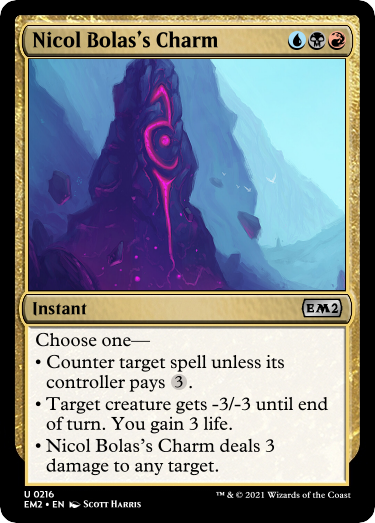 Nicol Bolas's Charm
Instant
EM2
Choose one—
• Counter target spell unless its
controller pays 3.
• Target creature gets -3/-3 until end
of turn. You gain 3 life.
• Nicol Bolas's Charm deals 3
damage to any target.
U 0216
EM2 • EN Scott Harris
™ & © 2021 Wizards of the Coast